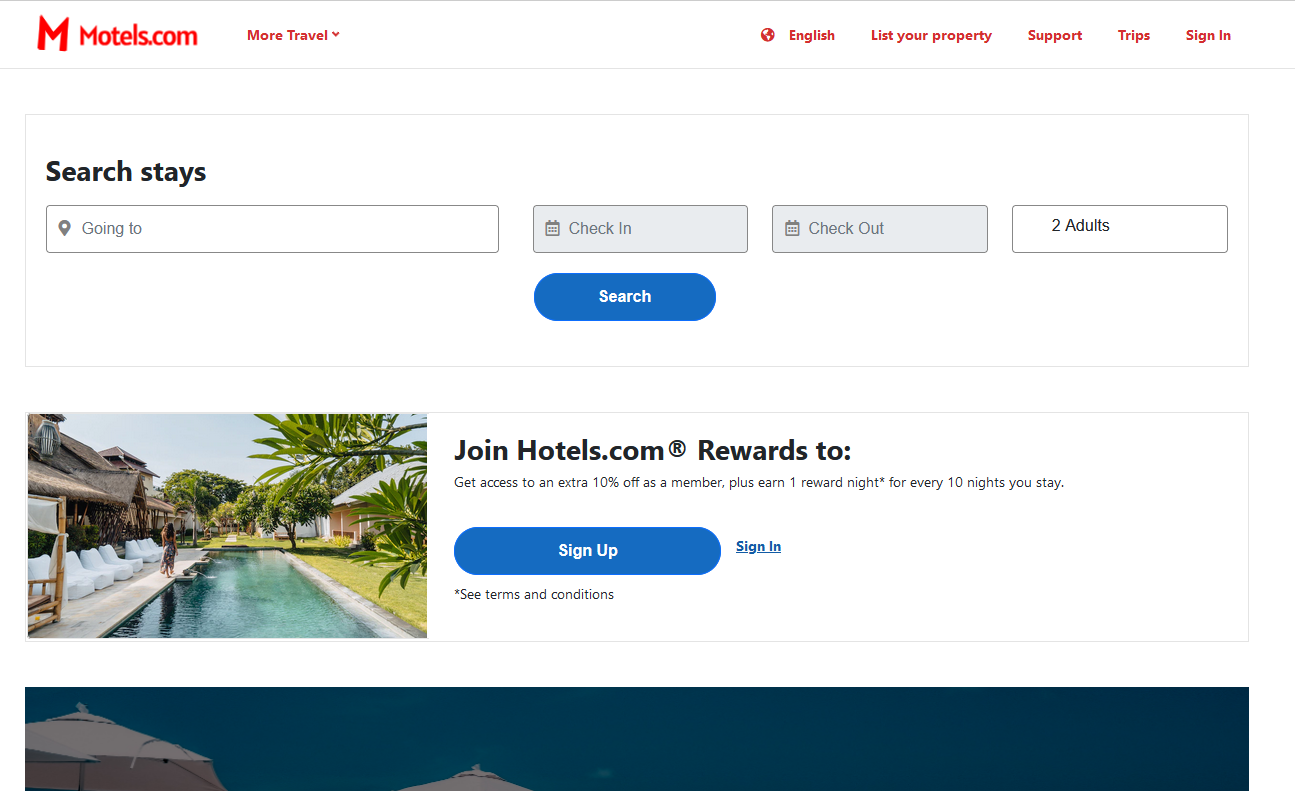 M Motels.com
More Travel
English
List your property
Support
Trips
Sign In
Search stays
Going to
Check In
Check Out
2 Adults
Search
Join Hotels.com® Rewards to:
Get access to an extra 10% off as a member, plus earn 1 reward night* for every 10 nights you stay.
Sign Up
Sign In
*See terms and conditions